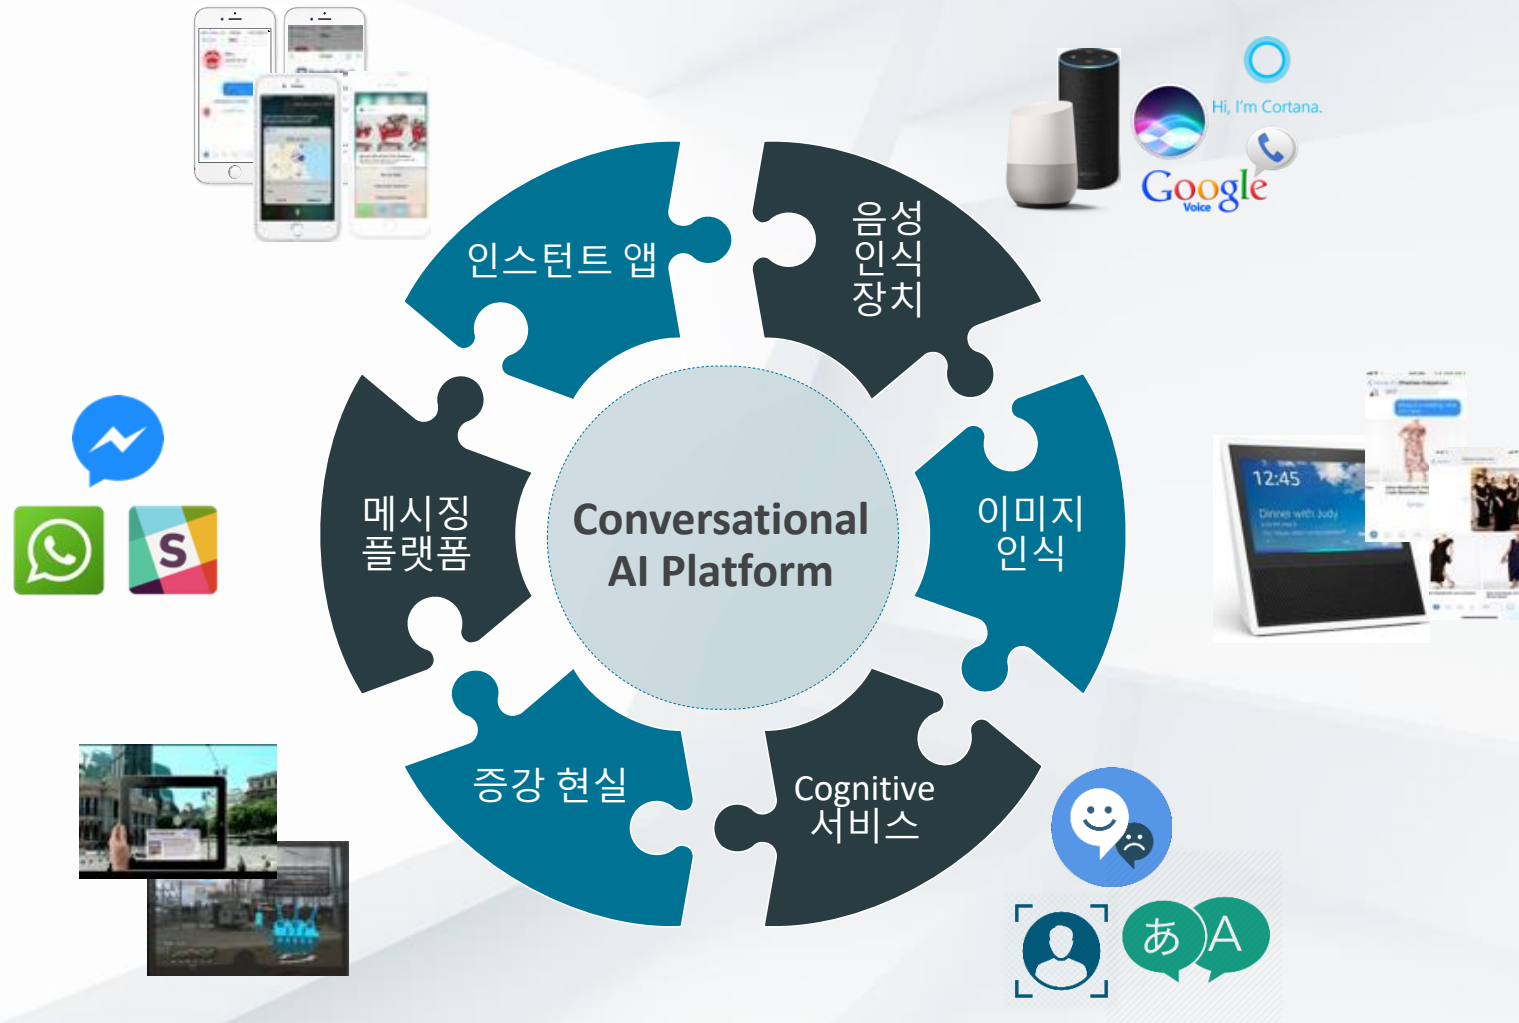 Hi, I'm Cortana.
Google
Voice
인스턴트 앱
음성
인식
장치
메시징
플랫폼
Conversational
AI Platform
이미지
인식
12:45
Dinner with Judy
S
증강 현실
Cognitive
서비스
あ A